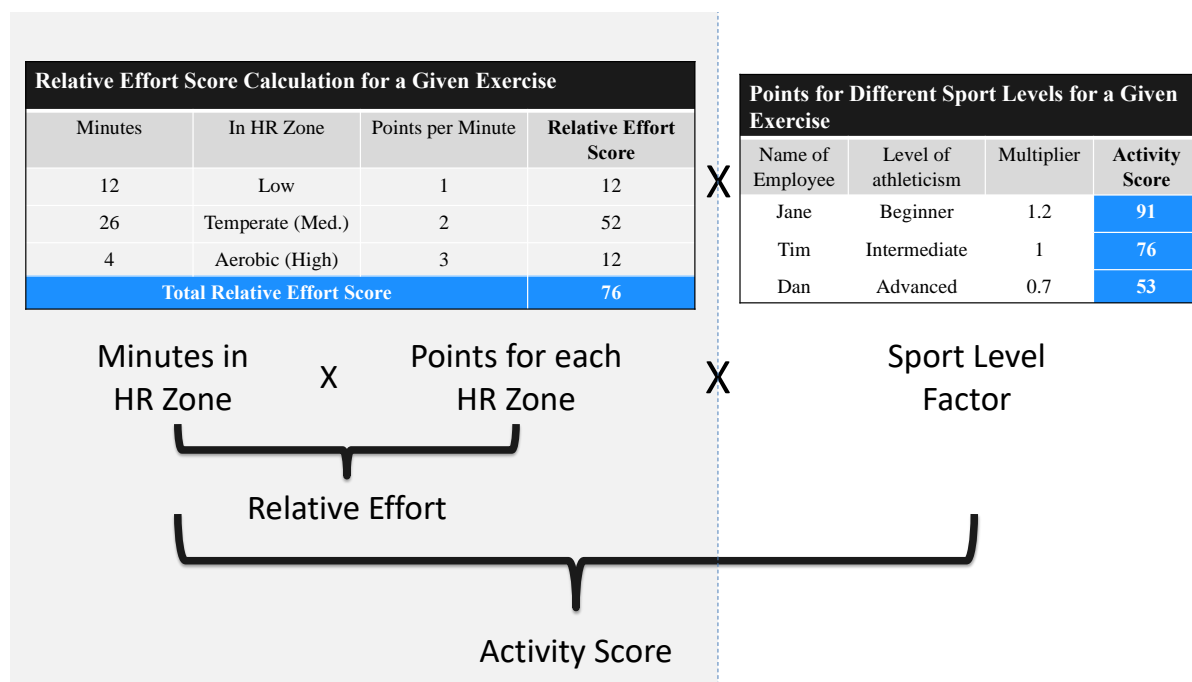 Relative Effort Score Calculation for a Given Exercise
Minutes In HR Zone Points per Minute Relative Effort
Score
12 Low 1 12
26 Temperate (Med.) 2 52
4 Aerobic (High) 3 12
Total Relative Effort Score 76
X
Points for Different Sport Levels for a Given
Exercise
Name of Level of Multiplier Activity
Employee athleticism Score
Jane Beginner 1.2 91
Tim Intermediate 1 76
Dan Advanced 0.7 53
Minutes in
HR Zone
X
Points for each
HR Zone
X
Sport Level
Factor
Relative Effort
Activity Score